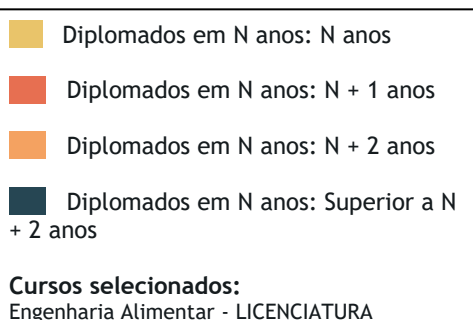 Diplomados em N anos: N anos
Diplomados em N anos: N + 1 anos
Diplomados em N anos: N + 2 anos
Diplomados em N anos: Superior a N
+ 2 anos
Cursos selecionados:
Engenharia Alimentar - LICENCIATURA